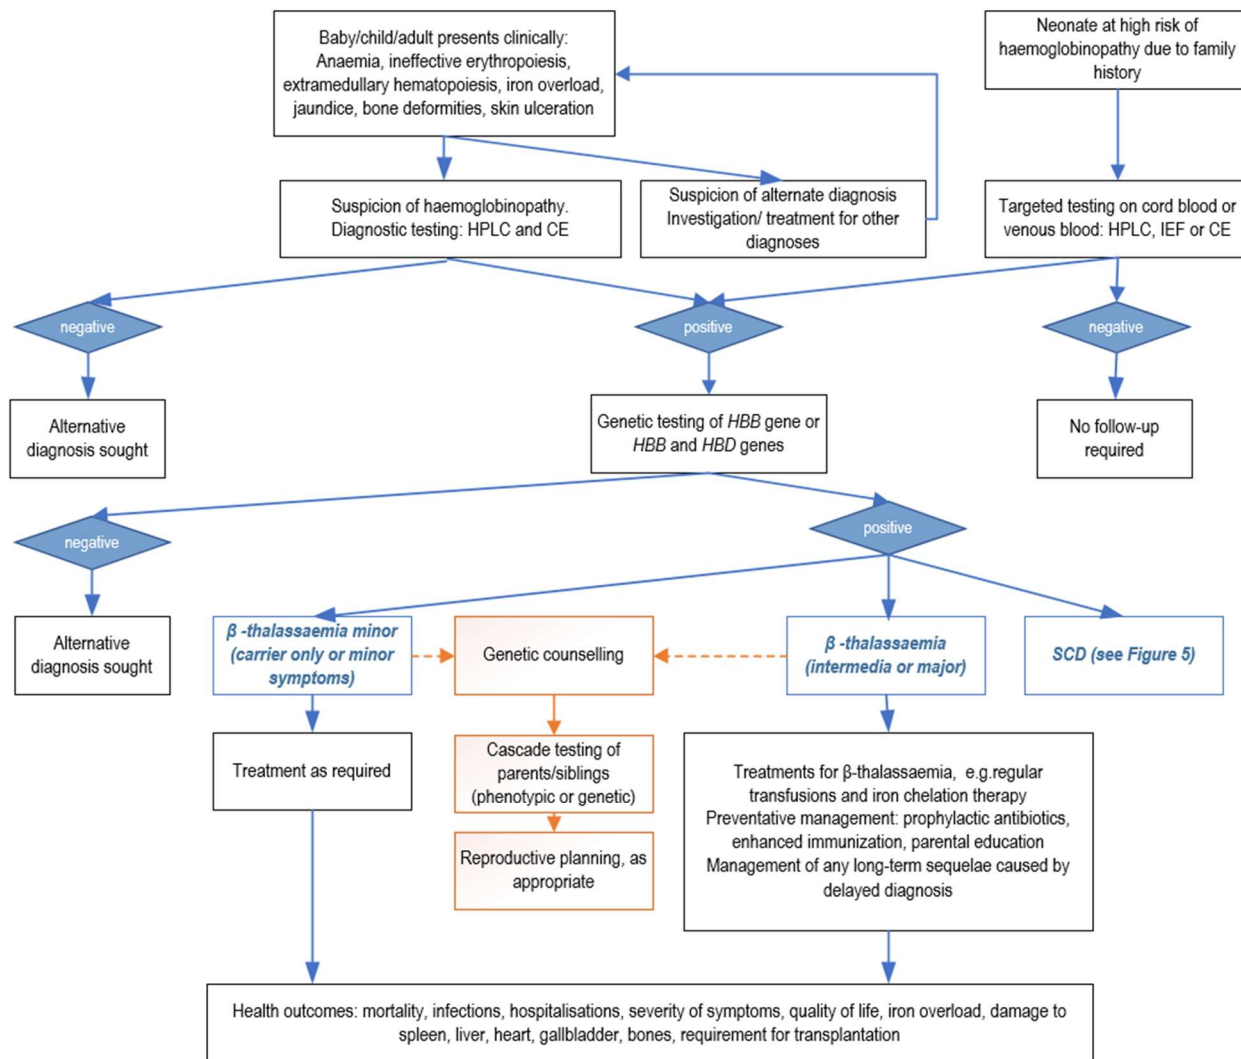 Baby/child/adult presents clinically:
Anaemia, ineffective erythropoiesis,
extramedullary hematopoiesis, iron overload,
jaundice, bone deformities, skin ulceration
Neonate at high risk of
haemoglobinopathy due to family
history
Suspicion of haemoglobinopathy.
Diagnostic testing: HPLC and CE
Suspicion of alternate diagnosis
Investigation/ treatment for other
diagnoses
Targeted testing on cord blood or
venous blood: HPLC, IEF or CE
negative
positive
negative
Alternative
diagnosis sought
Genetic testing of HBB gene or
HBB and HBD genes
No follow-up
required
negative
positive
Alternative
diagnosis sought
β -thalassaemia minor
(carrier only or minor
symptoms)
Genetic counselling
β -thalassaemia
(intermedia or major)
SCD (see Figure 5)
Treatment as required
Cascade testing of
parents/siblings
(phenotypic or genetic)
Reproductive planning, as
appropriate
Treatments for β-thalassaemia, e.g.regular
transfusions and iron chelation therapy
Preventative management: prophylactic antibiotics,
enhanced immunization, parental education
Management of any long-term sequelae caused by
delayed diagnosis
Health outcomes: mortality, infections, hospitalisations, severity of symptoms, quality of life, iron overload, damage to
spleen, liver, heart, gallbladder, bones, requirement for transplantation